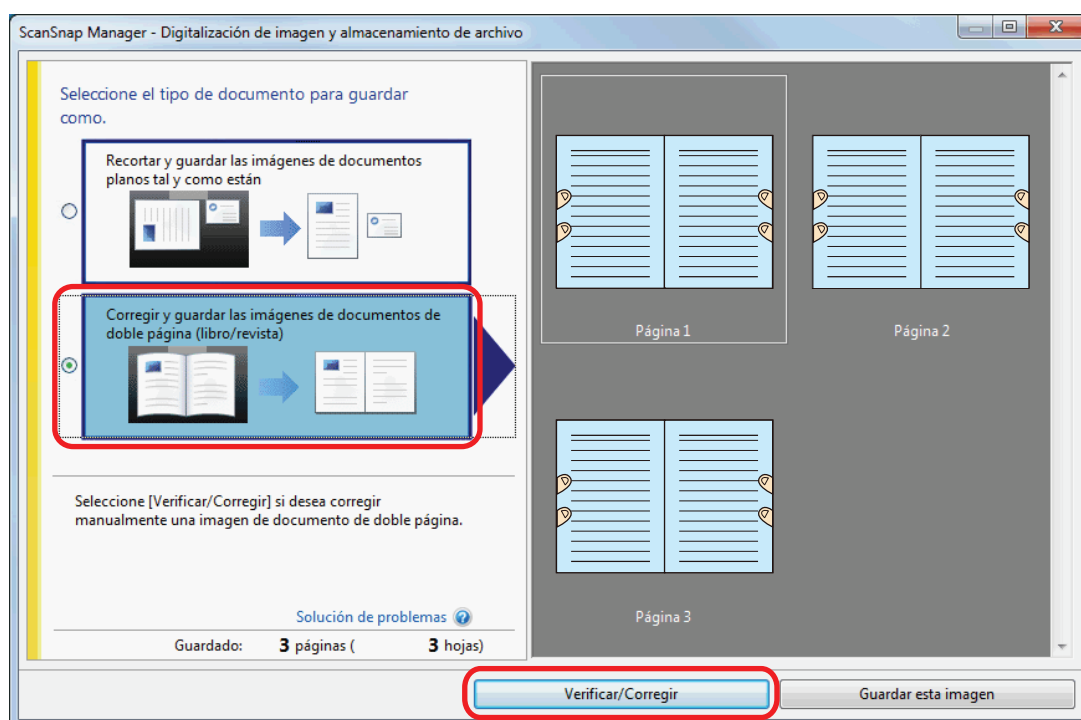 ScanSnap Manager - Digitalización de imagen y almacenamiento de archivo
Seleccione el tipo de documento para guardar
como.
Recortar y guardar las imágenes de documentos
planos tal y como están
Corregir y guardar las imágenes de documentos de
doble página (libro/revista)
Seleccione [Verificar/Corregir] si desea corregir
manualmente una imagen de documento de doble página.
Solución de problemas
Guardado: 3 páginas ( 3 hojas)
Página 1
Página 2
Página 3
Verificar/Corregir
Guardar esta imagen